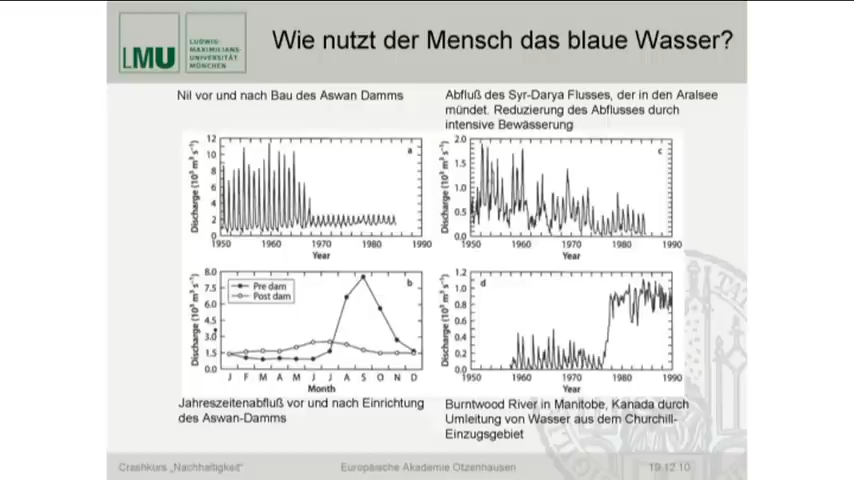 LMU
LUDWIG-
MAXIMILIANS-
UNIVERSITÄT
MÜNCHEN
Wie nutzt der Mensch das blaue Wasser?
Nil vor und nach Bau des Aswan Damms
Abfluß des Syr-Darya Flusses, der in den Aralsee
mündet. Reduzierung des Abflusses durch
intensive Bewässerung
Discharge (10³ m³ s⁻¹)
12
10
8
6
4
2
0
a
1950 1960 1970 1980 1990
Year
Discharge (10³ m³ s⁻¹)
2.0
1.5
1.0
0.5
0.0
c
1950 1960 1970 1980 1990
Year
Discharge (10³ m³ s⁻¹)
8.0
7.5
6.0
4.5
3.0
1.5
0.0
Pre dam
Post dam
b
J F M A M J J A S O N D
Month
Discharge (10³ m³ s⁻¹)
1.2
1.0
0.8
0.6
0.4
0.2
0.0
d
1950 1960 1970 1980 1990
Year
Jahreszeitenabfluß vor und nach Einrichtung
des Aswan-Damms
Burntwood River in Manitobe, Kanada durch
Umleitung von Wasser aus dem Churchill-
Einzugsgebiet
Crashkurs „Nachhaltigkeit"
Europäische Akademie Otzenhausen
19.12.10